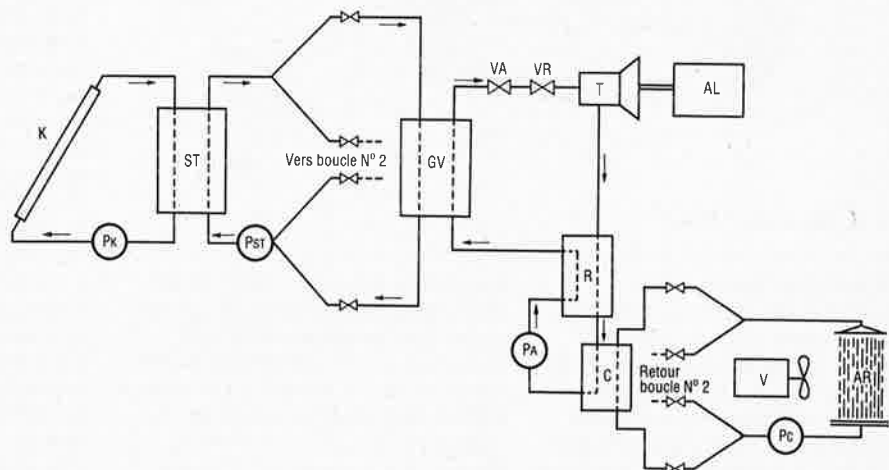 K
ST
PK
PST
Vers boucle N° 2
GV
VA
VR
T
AL
R
PA
C
Retour
boucle N° 2
V
AR
PC